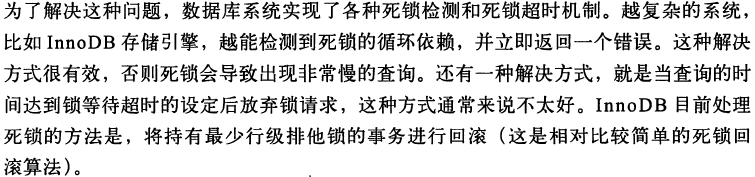 为了解决这种问题，数据库系统实现了各种死锁检测和死锁超时机制。越复杂的系统，
比如 InnoDB 存储引擎，越能检测到死锁的循环依赖，并立即返回一个错误。这种解决
方式很有效，否则死锁会导致出现非常慢的查询。还有一种解决方式，就是当查询的时
间达到锁等待超时的设定后放弃锁请求，这种方式通常来说不太好。InnoDB 目前处理
死锁的方法是，将持有最少行级排他锁的事务进行回滚（这是相对比较简单的死锁回
滚算法）。